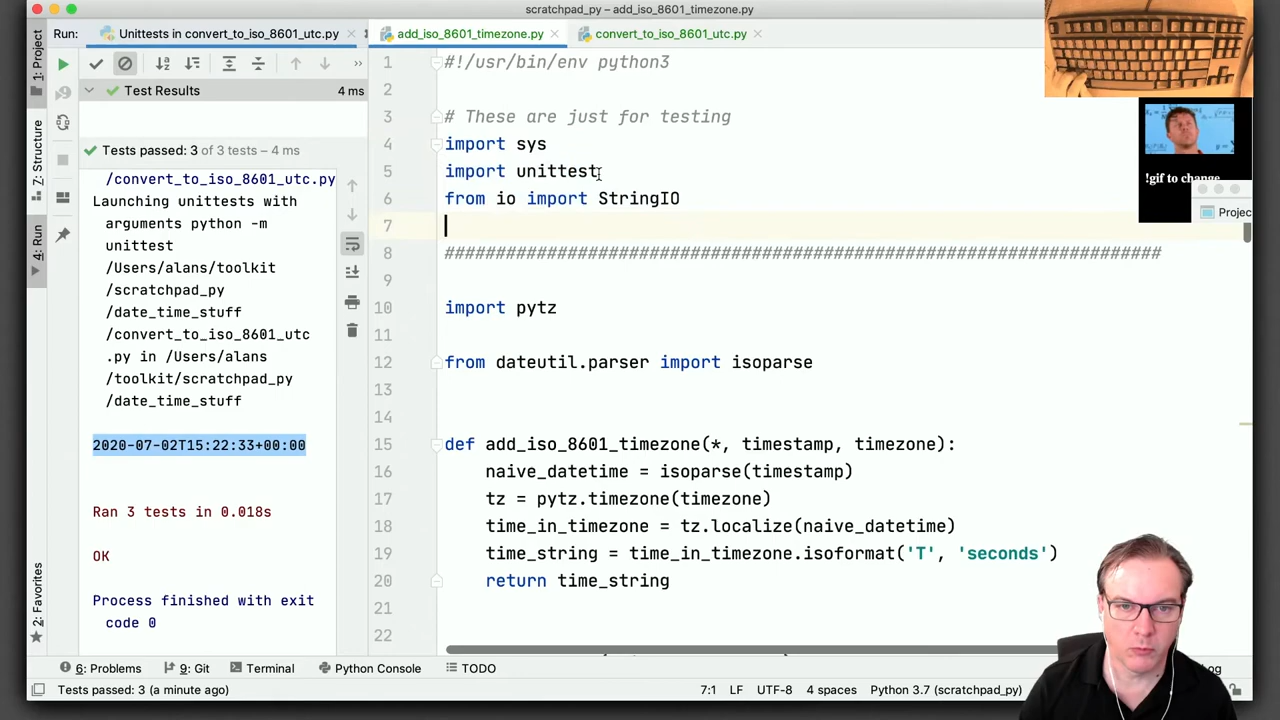 scratchpad_py – add_iso_8601_timezone.py
Run:
Unittests in convert_to_iso_8601_utc.py
add_iso_8601_timezone.py
convert_to_iso_8601_utc.py
1: Project
Z: Structure
4: Run
2: Favorites
Test Results
4 ms
Tests passed: 3 of 3 tests – 4 ms
/convert_to_iso_8601_utc.py
Launching unittests with
arguments python -m
unittest
/Users/alans/toolkit
/scratchpad_py
/date_time_stuff
/convert_to_iso_8601_utc
.py in /Users/alans
/toolkit/scratchpad_py
/date_time_stuff
2020-07-02T15:22:33+00:00
Ran 3 tests in 0.018s
OK
Process finished with exit
code 0
1 #!/usr/bin/env python3
2
3 # These are just for testing
4 import sys
5 import unittest
6 from io import StringIO
7
8 ######################################################################
9
10 import pytz
11
12 from dateutil.parser import isoparse
13
14
15 def add_iso_8601_timezone(*, timestamp, timezone):
16 naive_datetime = isoparse(timestamp)
17 tz = pytz.timezone(timezone)
18 time_in_timezone = tz.localize(naive_datetime)
19 time_string = time_in_timezone.isoformat('T', 'seconds')
20 return time_string
21
22
!gif to change
Projec
6: Problems
9: Git
Terminal
Python Console
TODO
og
Tests passed: 3 (a minute ago)
7:1
LF
UTF-8
4 spaces
Python 3.7 (scratchpad_py)